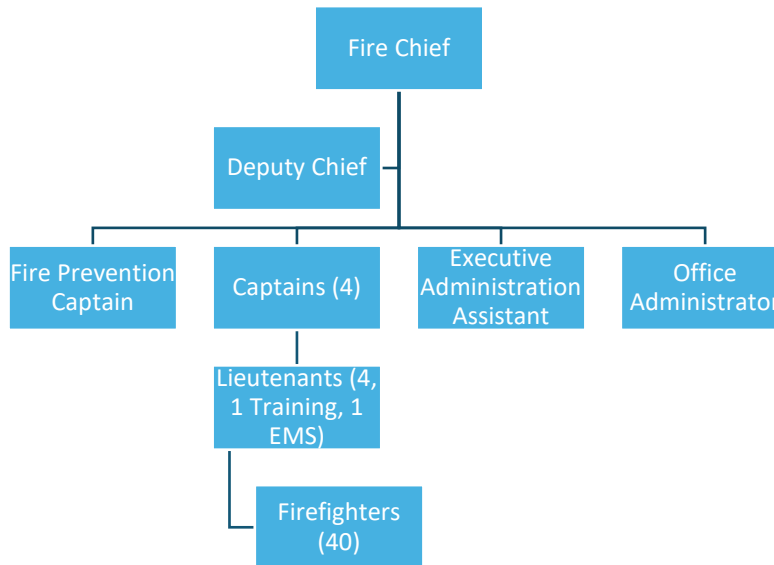 Fire Chief
Deputy Chief
Fire Prevention
Captain
Captains (4)
Executive
Administration
Assistant
Office
Administrator
Lieutenants (4,
1 Training, 1
EMS)
Firefighters
(40)